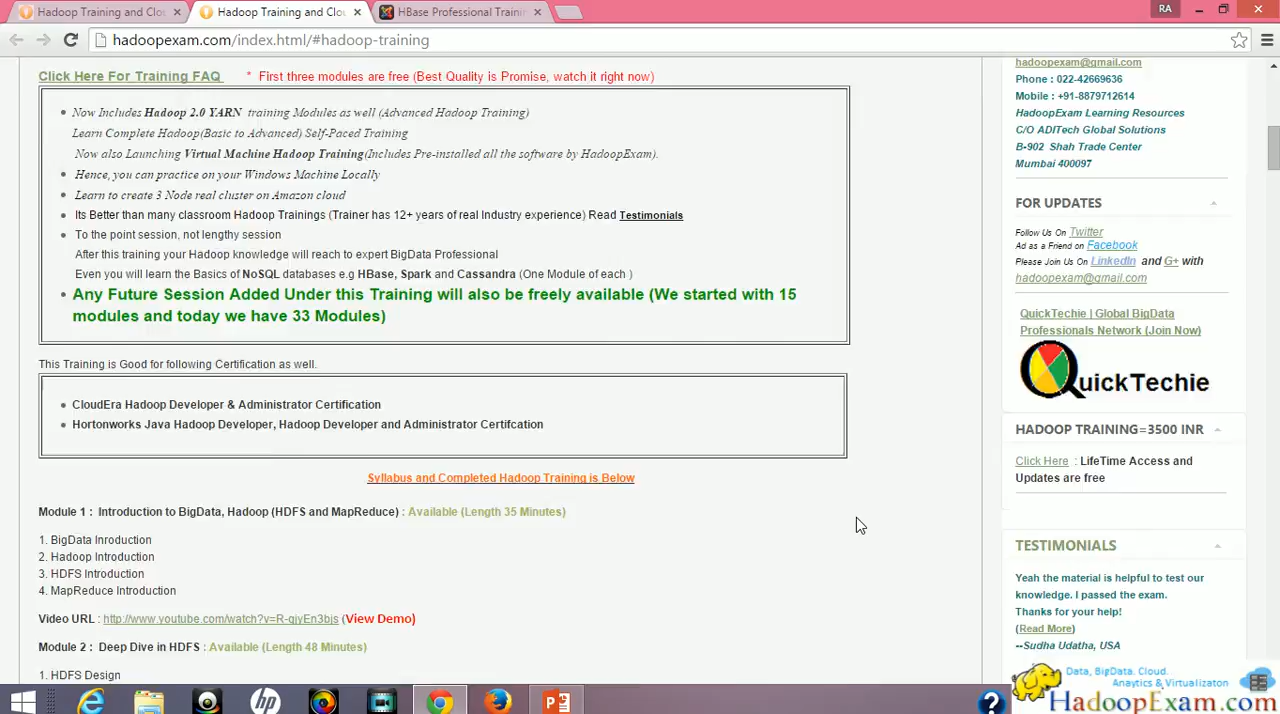 Hadoop Training and Clou
Hadoop Training and Clou
HBase Professional Trainin
RA
hadoopexam.com/index.html/#hadoop-training
Click Here For Training FAQ * First three modules are free (Best Quality is Promise, watch it right now)
Now Includes Hadoop 2.0 YARN training Modules as well (Advanced Hadoop Training)
Learn Complete Hadoop(Basic to Advanced) Self-Paced Training
Now also Launching Virtual Machine Hadoop Training(Includes Pre-installed all the software by HadoopExam).
Hence, you can practice on your Windows Machine Locally
Learn to create 3 Node real cluster on Amazon cloud
Its Better than many classroom Hadoop Trainings (Trainer has 12+ years of real Industry experience) Read Testimonials
To the point session, not lengthy session
After this training your Hadoop knowledge will reach to expert BigData Professional
Even you will learn the Basics of NoSQL databases e.g HBase, Spark and Cassandra (One Module of each )
Any Future Session Added Under this Training will also be freely available (We started with 15
modules and today we have 33 Modules)
This Training is Good for following Certification as well.
CloudEra Hadoop Developer & Administrator Certification
Hortonworks Java Hadoop Developer, Hadoop Developer and Administrator Certifcation
Syllabus and Completed Hadoop Training is Below
Module 1 : Introduction to BigData, Hadoop (HDFS and MapReduce) : Available (Length 35 Minutes)
1. BigData Inroduction
2. Hadoop Introduction
3. HDFS Introduction
4. MapReduce Introduction
Video URL : http://www.youtube.com/watch?v=R-qjyEn3bjs (View Demo)
Module 2 : Deep Dive in HDFS : Available (Length 48 Minutes)
1. HDFS Design
hadoopexam@gmail.com
Phone : 022-42669636
Mobile : +91-8879712614
HadoopExam Learning Resources
C/O ADITech Global Solutions
B-902 Shah Trade Center
Mumbai 400097
FOR UPDATES
Follow Us On Twitter
Ad as a Friend on Facebook
Please Join Us On LinkedIn and G+ with
hadoopexam@gmail.com
QuickTechie | Global BigData
Professionals Network (Join Now)
QuickTechie
HADOOP TRAINING=3500 INR
Click Here : LifeTime Access and
Updates are free
TESTIMONIALS
Yeah the material is helpful to test our
knowledge. I passed the exam.
Thanks for your help!
(Read More)
--Sudha Udatha, USA
Data, BigData. Cloud.
Anaytics & Virtualizaton
HadoopExam.com